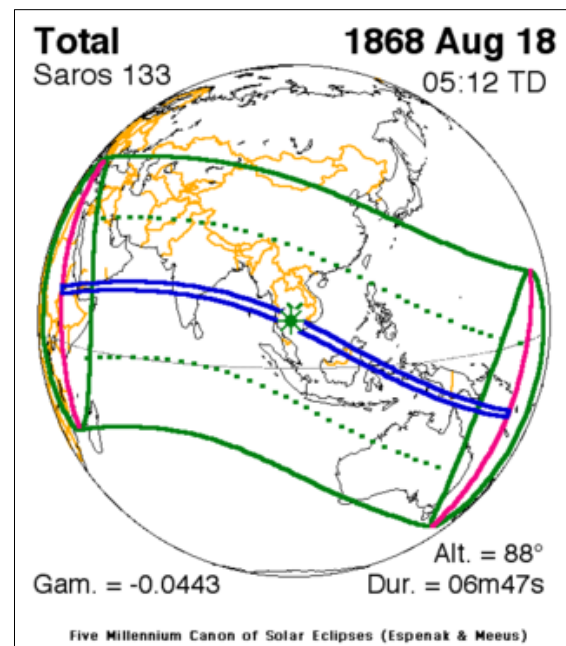 Total 1868 Aug 18
Saros 133 05:12 TD
Alt. = 88°
Gam. = -0.0443 Dur. = 06m47s
Five Millennium Canon of Solar Eclipses (Espenak & Meeus)